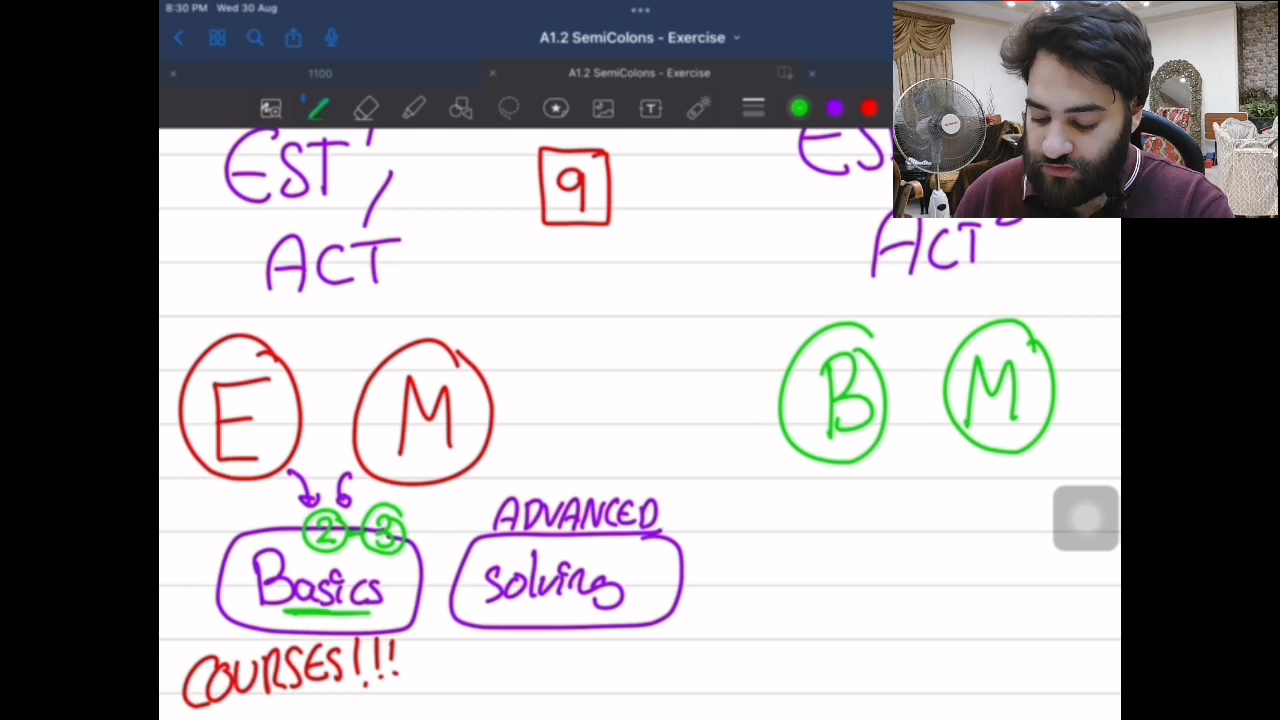 8:30 PM Wed 30 Aug
A1.2 SemiColons - Exercise
1100
A1.2 SemiColons - Exercise
EST'
ACT
9
ACT
E
M
B
M
2-3
Basics
ADVANCED
Solving
COURSES!!!